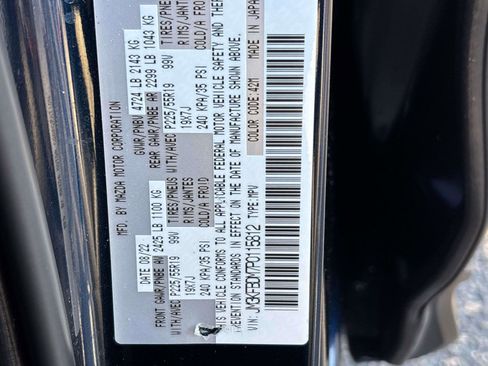 MFD. BY MAZDA MOTOR CORPORATION
DATE 08/22 GVWR/PNBV 4724 LB 2143 KG
FRONT GAWR/PNBE AV 2425 LB 1100 KG REAR GAWR/PNBE AR 2299 LB 1043 KG
WITH/AVEC TIRES/PNEUS WITH/AVEC TIRES/PNEUS
P225/55R19 99V RIMS/JANTES P225/55R19 99V RIMS/JANTES
19X7J COLD/A FROID 19X7J COLD/A FROID
240 KPA/35 PSI 240 KPA/35 PSI
THIS VEHICLE CONFORMS TO ALL APPLICABLE FEDERAL MOTOR VEHICLE SAFETY AND THEFT
PREVENTION STANDARDS IN EFFECT ON THE DATE OF MANUFACTURE SHOWN ABOVE.
VIN: JM3KFBDM7P0115812 TYPE:MPV COLOR CODE:42M MADE IN JAPAN